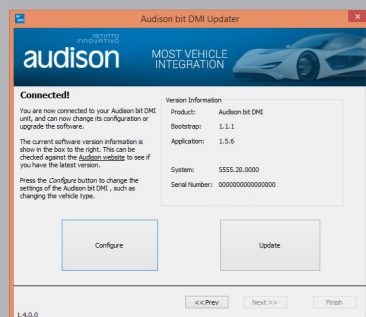 Audison bit DMI Updater
ISTINTO
INNOVATIVO
audison
MOST VEHICLE
INTEGRATION
Connected!
You are now connected to your Audison bit DMI
unit, and can now change its configuration or
upgrade the software.
The current software version information is
show in the box to the right. This can be
checked against the Audison website to see if
you have the latest version.
Press the Configure button to change the
settings of the Audison bit DMI , such as
changing the vehicle type.
Version Information
Product: Audison bit DMI
Bootstrap: 1.1.1
Application: 1.5.6
System: 5555.20.0000
Serial Number: 0000000000000000
Configure
Update
<< Prev
Next >>
Finish
1.4.0.0